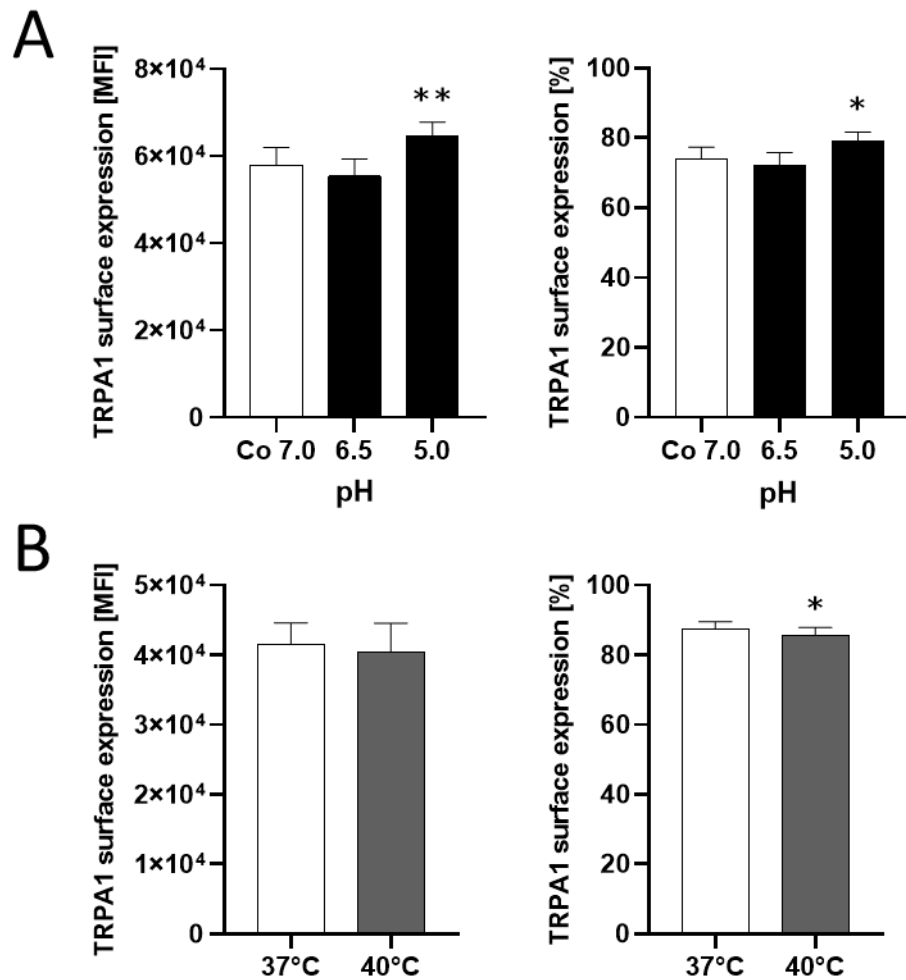 A
TRPA1 surface expression [MFI]
8×10⁴
6×10⁴
4×10⁴
2×10⁴
0
**
Co 7.0 6.5 5.0
pH
TRPA1 surface expression [%]
100
80
60
40
20
0
*
Co 7.0 6.5 5.0
pH
B
TRPA1 surface expression [MFI]
5×10⁴
4×10⁴
3×10⁴
2×10⁴
1×10⁴
0
37°C 40°C
TRPA1 surface expression [%]
100
80
60
40
20
0
*
37°C 40°C